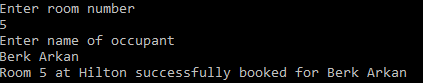 Enter room number
5
Enter name of occupant
Berk Arkan
Room 5 at Hilton successfully booked for Berk Arkan